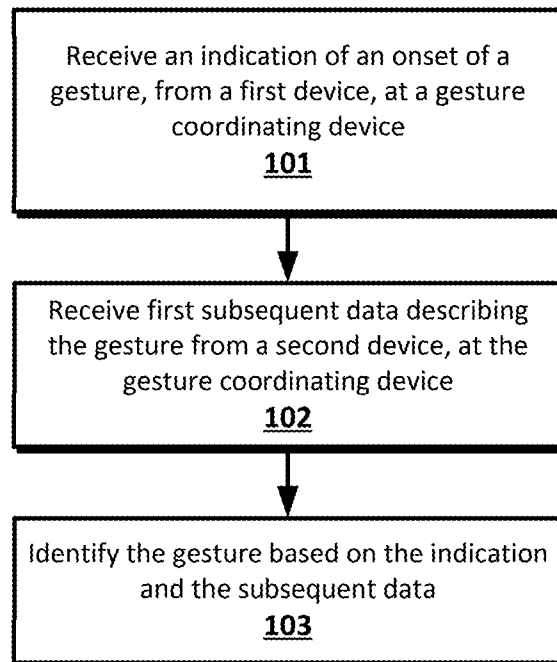 Receive an indication of an onset of a
gesture, from a first device, at a gesture
coordinating device
101
Receive first subsequent data describing
the gesture from a second device, at the
gesture coordinating device
102
Identify the gesture based on the indication
and the subsequent data
103